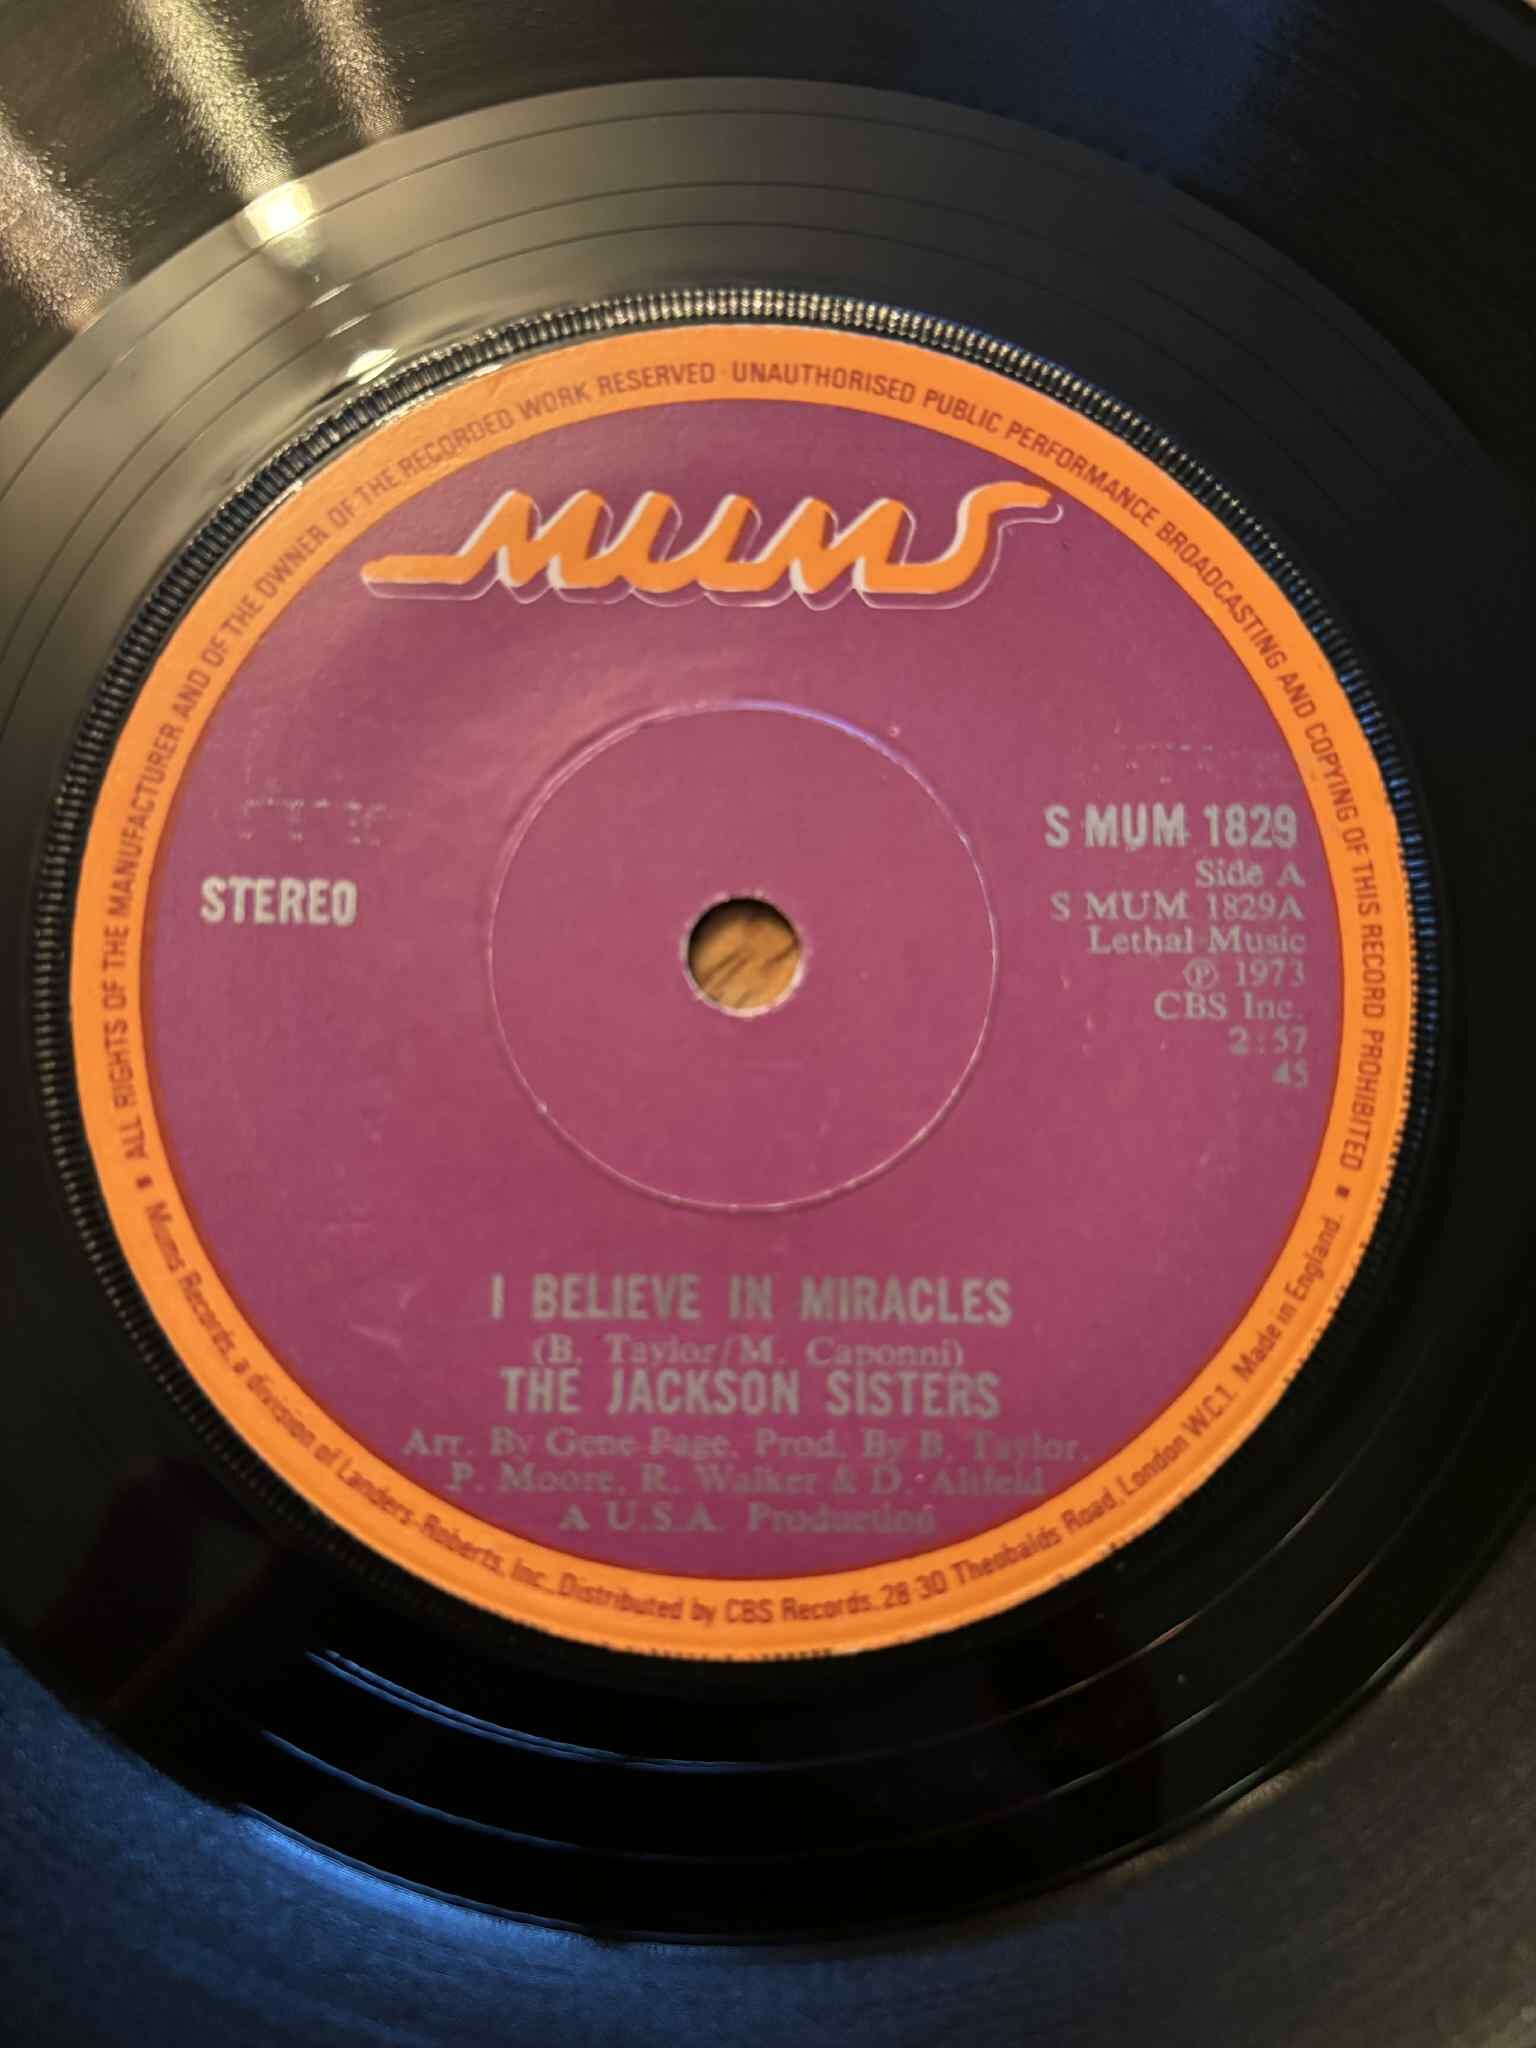 ALL RIGHTS OF THE MANUFACTURER AND OF THE OWNER OF THE RECORDED WORK RESERVED · UNAUTHORISED PUBLIC PERFORMANCE BROADCASTING AND COPYING OF THIS RECORD PROHIBITED
MUMS
STEREO
S MUM 1829
Side A
S MUM 1829A
Lethal Music
℗ 1973
CBS Inc.
2:57
45
I BELIEVE IN MIRACLES
(B. Taylor/M. Caponni)
THE JACKSON SISTERS
Arr. By Gene Page. Prod. By B. Taylor,
P. Moore, R. Walker & D. Altfeld
A U.S.A. Production
Mums Records, a division of Landers-Roberts, Inc. Distributed by CBS Records, 28-30 Theobalds Road, London W.C.1. Made in England.